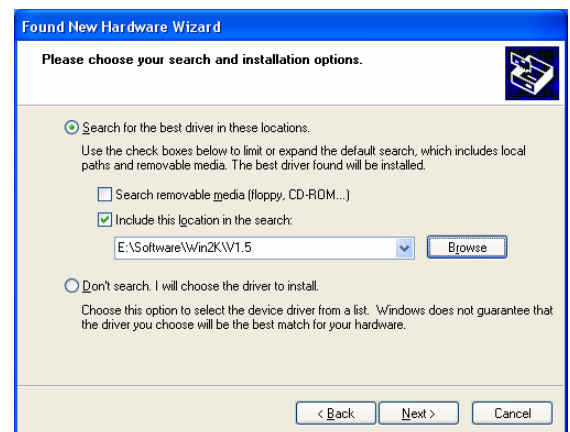 Found New Hardware Wizard
Please choose your search and installation options.
Search for the best driver in these locations.
Use the check boxes below to limit or expand the default search, which includes local
paths and removable media. The best driver found will be installed.
Search removable media (floppy, CD-ROM...)
Include this location in the search:
E:\Software\Win2K\V1.5
Browse
Don't search. I will choose the driver to install.
Choose this option to select the device driver from a list. Windows does not guarantee that
the driver you choose will be the best match for your hardware.
< Back Next > Cancel